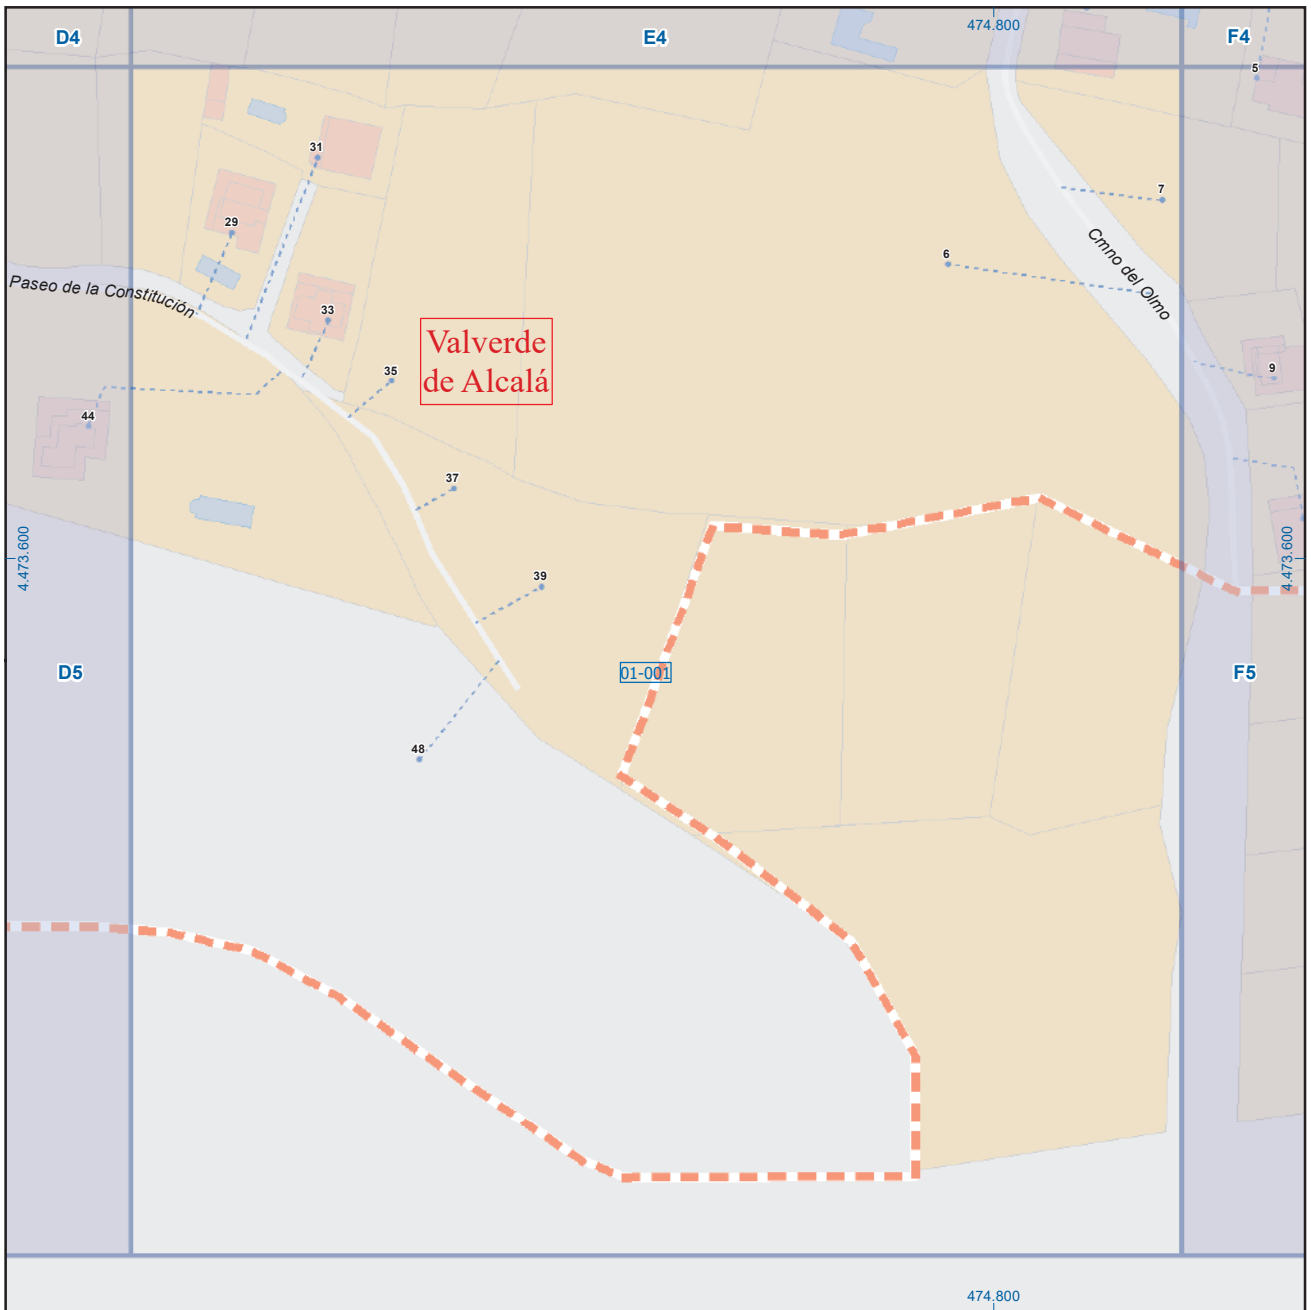 D4
E4
474.800
F4
5
31
7
29
6
Cmno del Olmo
Paseo de la Constitución
33
Valverde
de Alcalá
35
9
44
37
4.473.600
4.473.600
39
D5
01-001
F5
48
474.800